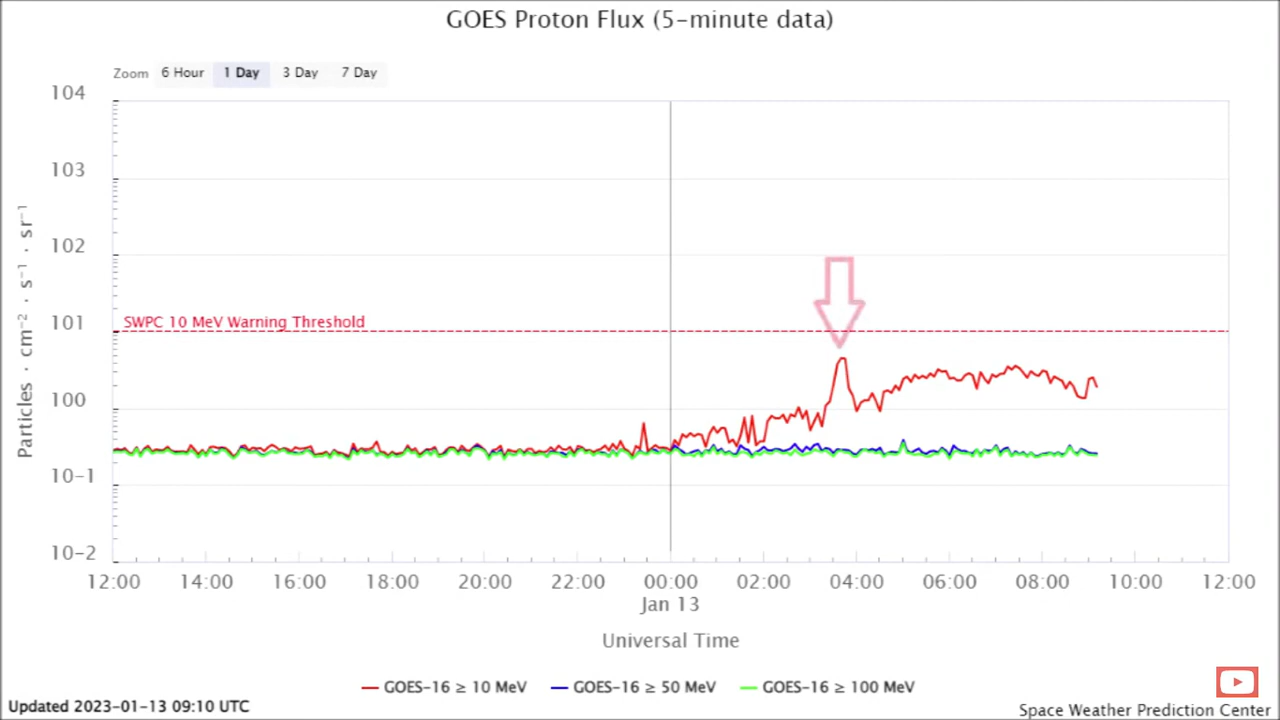 GOES Proton Flux (5-minute data)
Zoom 6 Hour 1 Day 3 Day 7 Day
104
103
102
101
100
10-1
10-2
Particles · cm⁻² · s⁻¹ · sr⁻¹
SWPC 10 MeV Warning Threshold
12:00 14:00 16:00 18:00 20:00 22:00 00:00 02:00 04:00 06:00 08:00 10:00 12:00
Jan 13
Universal Time
GOES-16 ≥ 10 MeV GOES-16 ≥ 50 MeV GOES-16 ≥ 100 MeV
Updated 2023-01-13 09:10 UTC
Space Weather Prediction Center